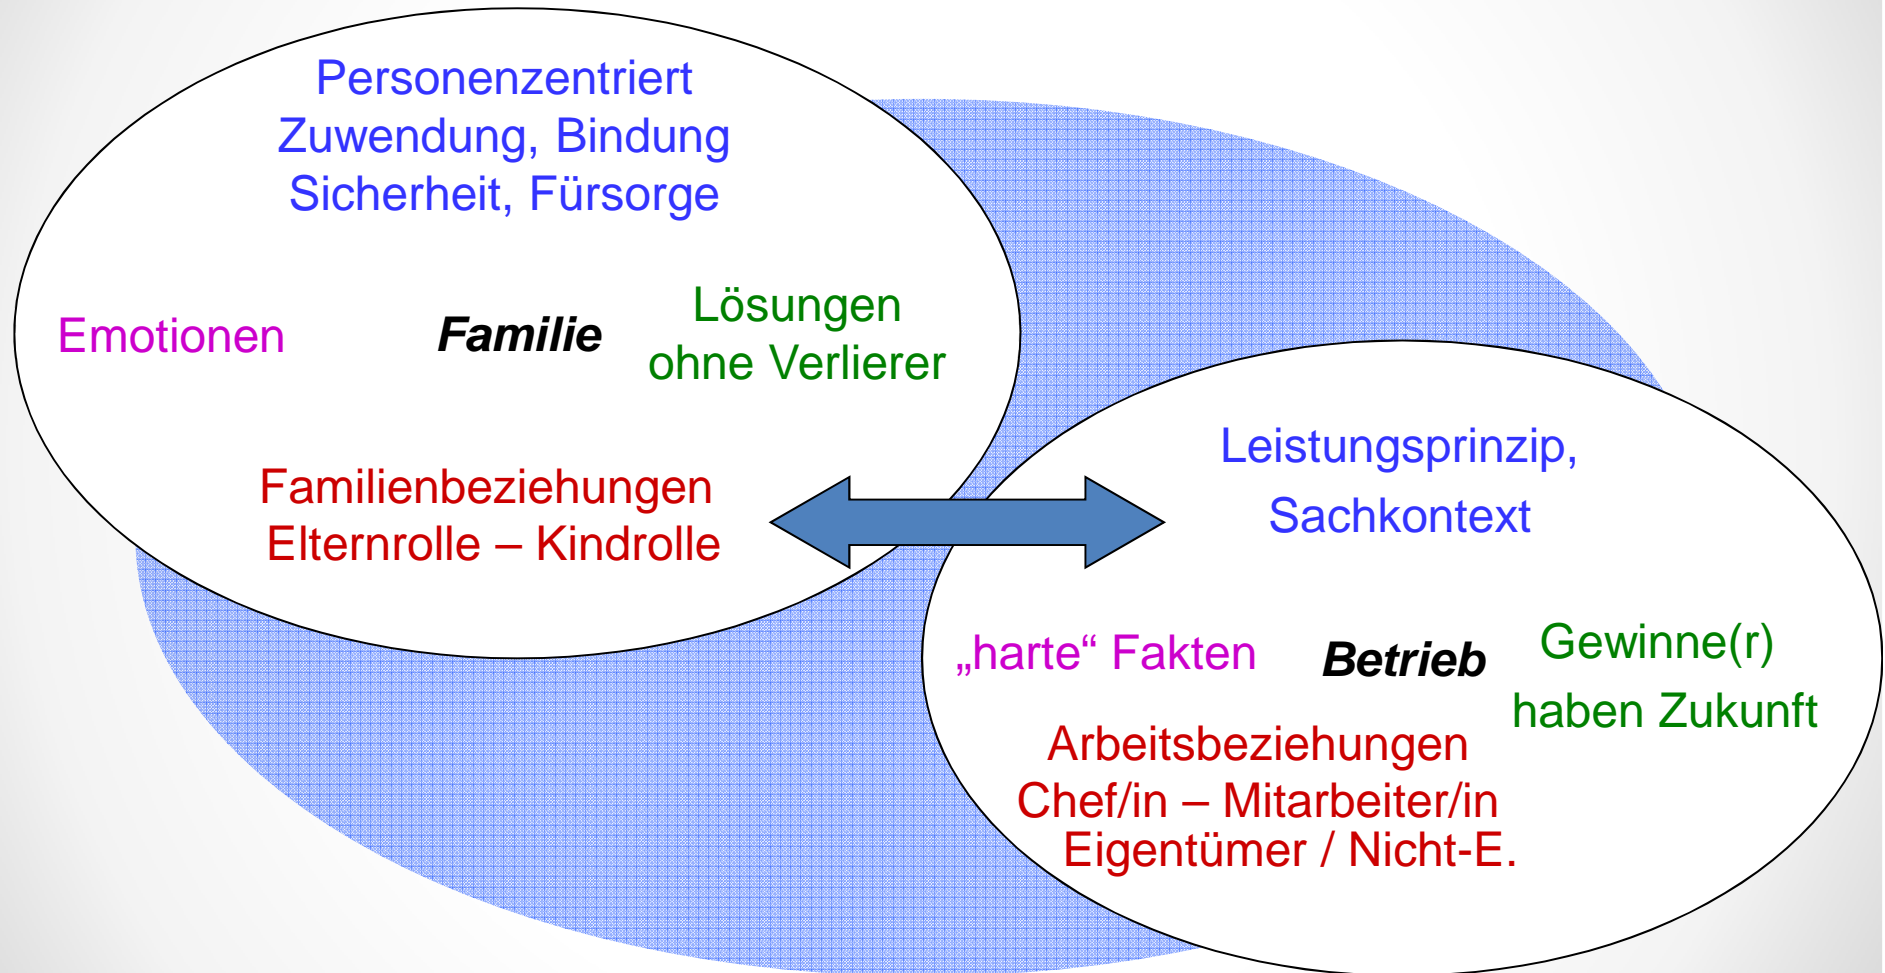 Personenzentriert
Zuwendung, Bindung
Sicherheit, Fürsorge
Emotionen
Familie
Lösungen
ohne Verlierer
Familienbeziehungen
Elternrolle – Kindrolle
Leistungsprinzip,
Sachkontext
„harte“ Fakten
Betrieb
Gewinne(r)
haben Zukunft
Arbeitsbeziehungen
Chef/in – Mitarbeiter/in
Eigentümer / Nicht-E.